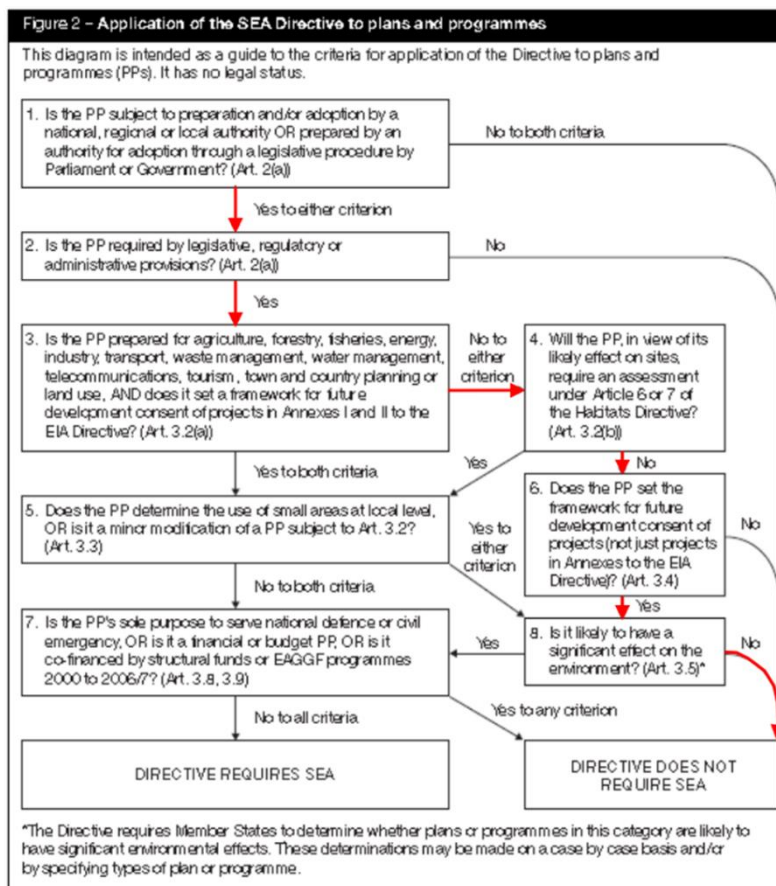 Figure 2 – Application of the SEA Directive to plans and programmes
This diagram is intended as a guide to the criteria for application of the Directive to plans and
programmes (PPs). It has no legal status.
1. Is the PP subject to preparation and/or adoption by a
national, regional or local authority OR prepared by an
authority for adoption through a legislative procedure by
Parliament or Government? (Art. 2(a))
No to both criteria
Yes to either criterion
2. Is the PP required by legislative, regulatory or
administrative provisions? (Art. 2(a))
No
Yes
3. Is the PP prepared for agriculture, forestry, fisheries, energy,
industry, transport, waste management, water management,
telecommunications, tourism, town and country planning or
land use, AND does it set a framework for future
development consent of projects in Annexes I and II to the
EIA Directive? (Art. 3.2(a))
No to
either
criterion
4. Will the PP, in view of its
likely effect on sites,
require an assessment
under Article 6 or 7 of
the Habitats Directive?
(Art. 3.2(b))
Yes to both criteria
Yes
No
5. Does the PP determine the use of small areas at local level,
OR is it a minor modification of a PP subject to Art. 3.2?
(Art. 3.3)
Yes to
either
criterion
6. Does the PP set the
framework for future
development consent of
projects (not just projects
in Annexes to the EIA
Directive)? (Art. 3.4)
No
No to both criteria
Yes
7. Is the PP's sole purpose to serve national defence or civil
emergency, OR is it a financial or budget PP, OR is it
co-financed by structural funds or EAGGF programmes
2000 to 2006/7? (Art. 3.8, 3.9)
Yes
8. Is it likely to have a
significant effect on the
environment? (Art. 3.5)*
No
No to all criteria
Yes to any criterion
DIRECTIVE REQUIRES SEA
DIRECTIVE DOES NOT
REQUIRE SEA
*The Directive requires Member States to determine whether plans or programmes in this category are likely to
have significant environmental effects. These determinations may be made on a case by case basis and/or
by specifying types of plan or programme.